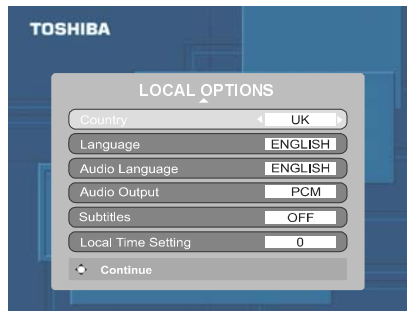 TOSHIBA
LOCAL OPTIONS
Country UK
Language ENGLISH
Audio Language ENGLISH
Audio Output PCM
Subtitles OFF
Local Time Setting 0
Continue